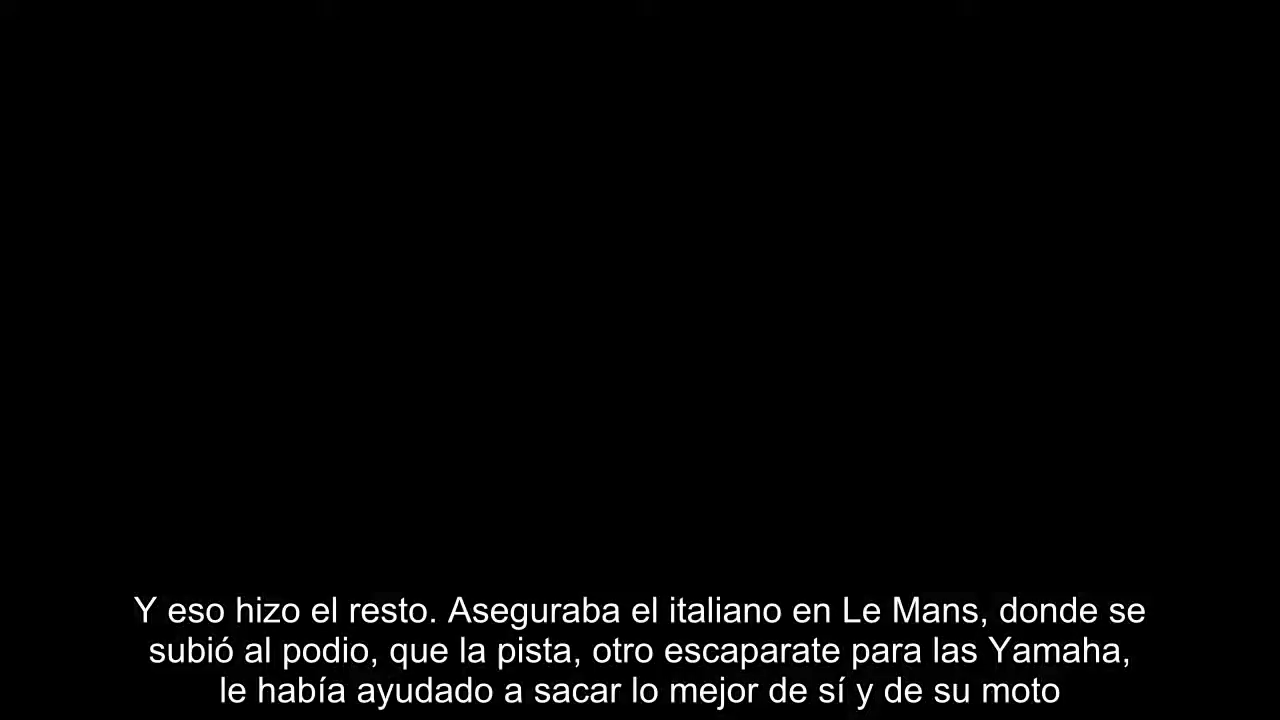 Y eso hizo el resto. Aseguraba el italiano en Le Mans, donde se
subió al podio, que la pista, otro escaparate para las Yamaha,
le había ayudado a sacar lo mejor de sí y de su moto